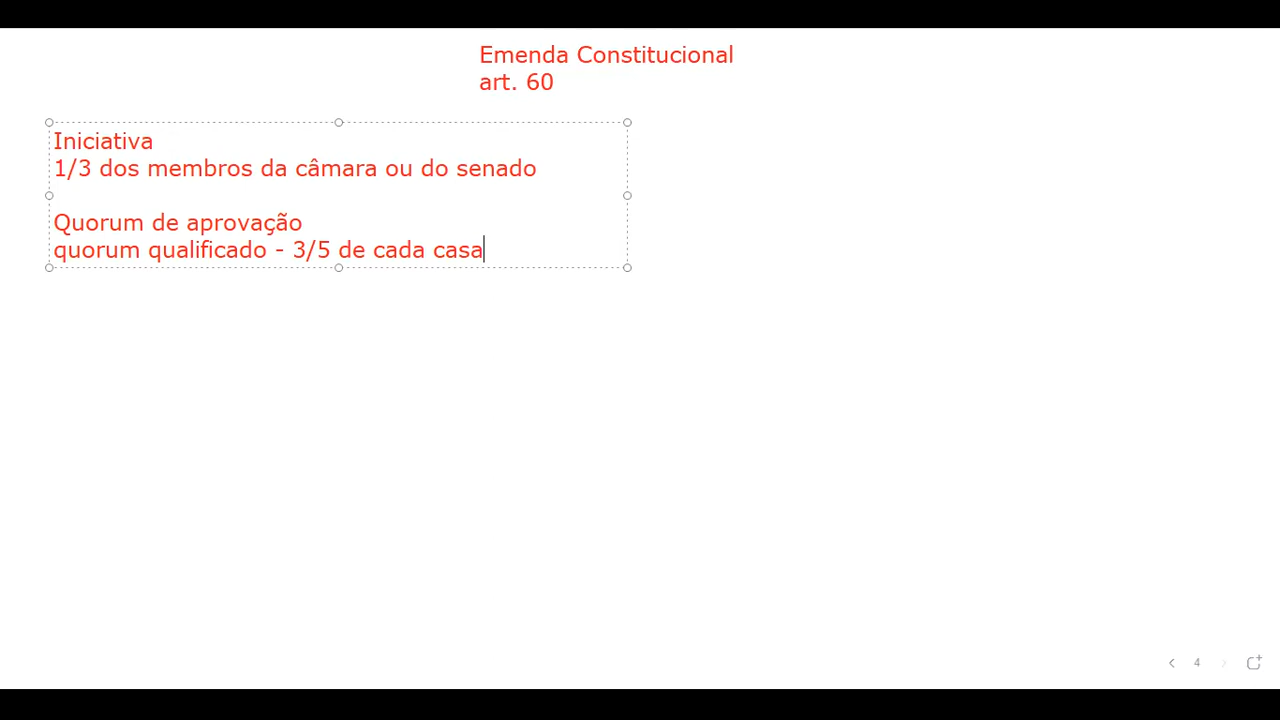 Emenda Constitucional
art. 60
Iniciativa
1/3 dos membros da câmara ou do senado
Quorum de aprovação
quorum qualificado - 3/5 de cada casa
4